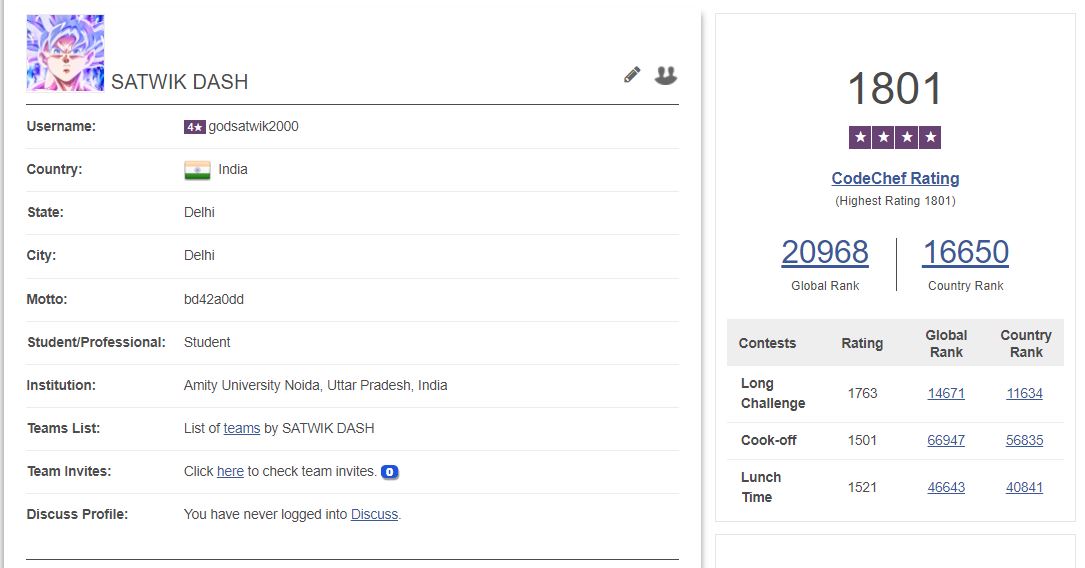 SATWIK DASH
Username: 4★ godsatwik2000
Country: India
State: Delhi
City: Delhi
Motto: bd42a0dd
Student/Professional: Student
Institution: Amity University Noida, Uttar Pradesh, India
Teams List: List of teams by SATWIK DASH
Team Invites: Click here to check team invites. 0
Discuss Profile: You have never logged into Discuss.
1801
★ ★ ★ ★
CodeChef Rating
(Highest Rating 1801)
20968 16650
Global Rank Country Rank
Contests Rating Global Rank Country Rank
Long Challenge 1763 14671 11634
Cook-off 1501 66947 56835
Lunch Time 1521 46643 40841